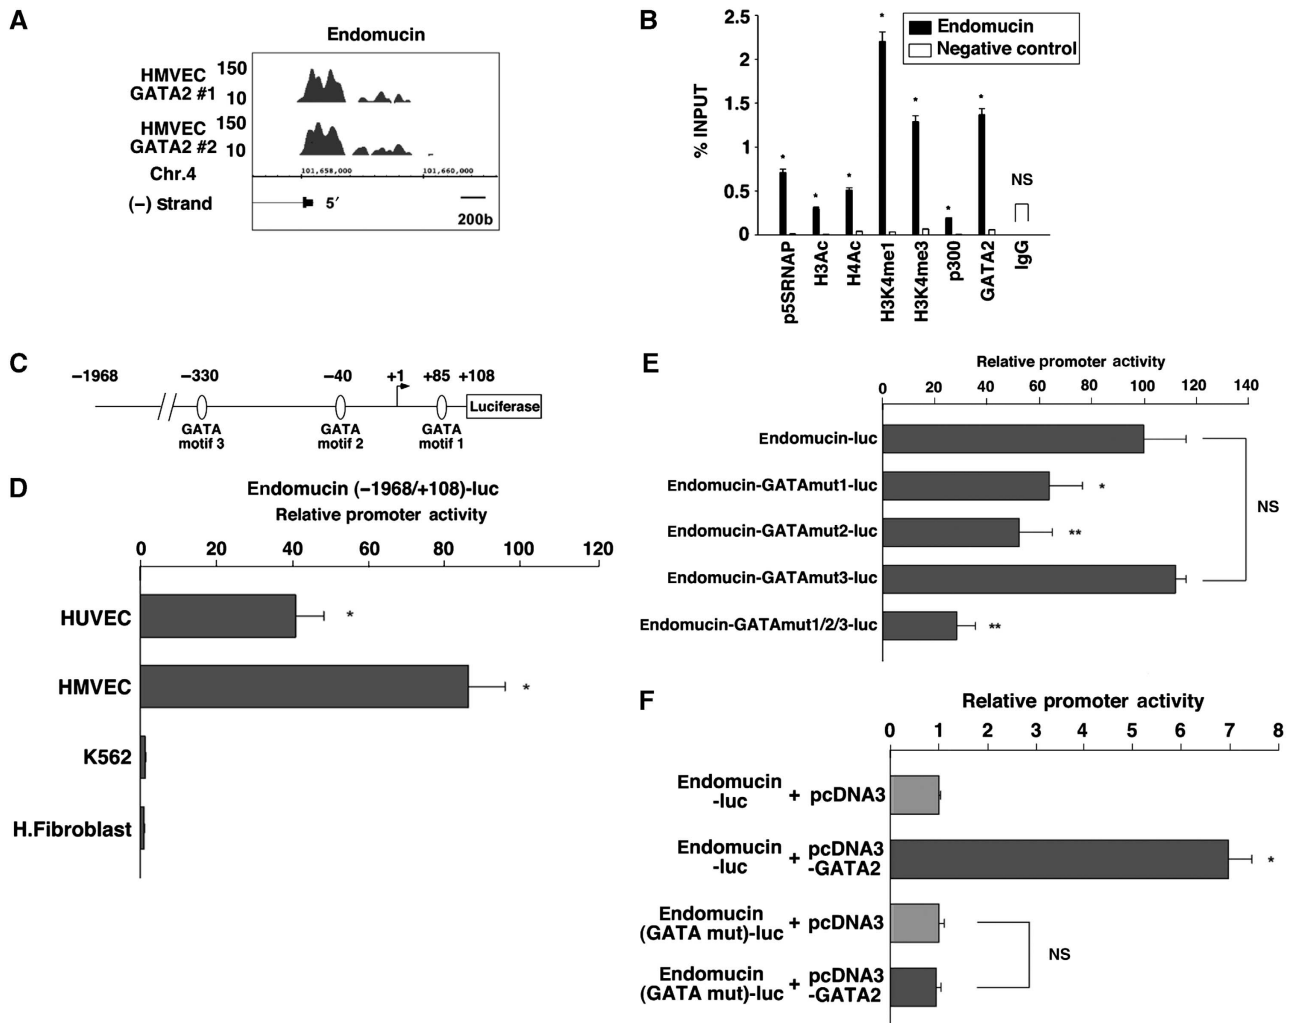 A
Endomucin
HMVEC
GATA2 #1
150
10
HMVEC
GATA2 #2
150
10
Chr.4
101,658,000
101,660,000
(−) Strand
5′
200b
B
% INPUT
2.5
2
1.5
1
0.5
0
Endomucin
Negative control
*
*
*
*
*
*
*
NS
p5SRNAP
H3Ac
H4Ac
H3K4me1
H3K4me3
p300
GATA2
IgG
C
−1968
−330
−40
+1
+85
+108
Luciferase
GATA
motif 3
GATA
motif 2
GATA
motif 1
D
Endomucin (−1968/+108)-luc
Relative promoter activity
0 20 40 60 80 100 120
HUVEC
*
HMVEC
*
K562
H.Fibroblast
E
Relative promoter activity
0 20 40 60 80 100 120 140
Endomucin-luc
Endomucin-GATAmut1-luc
*
Endomucin-GATAmut2-luc
**
Endomucin-GATAmut3-luc
Endomucin-GATAmut1/2/3-luc
**
NS
F
Relative promoter activity
0 1 2 3 4 5 6 7 8
Endomucin
-luc
+ pcDNA3
Endomucin
-luc
+ pcDNA3
-GATA2
*
Endomucin
(GATA mut)-luc
+ pcDNA3
Endomucin
(GATA mut)-luc
+ pcDNA3
-GATA2
NS